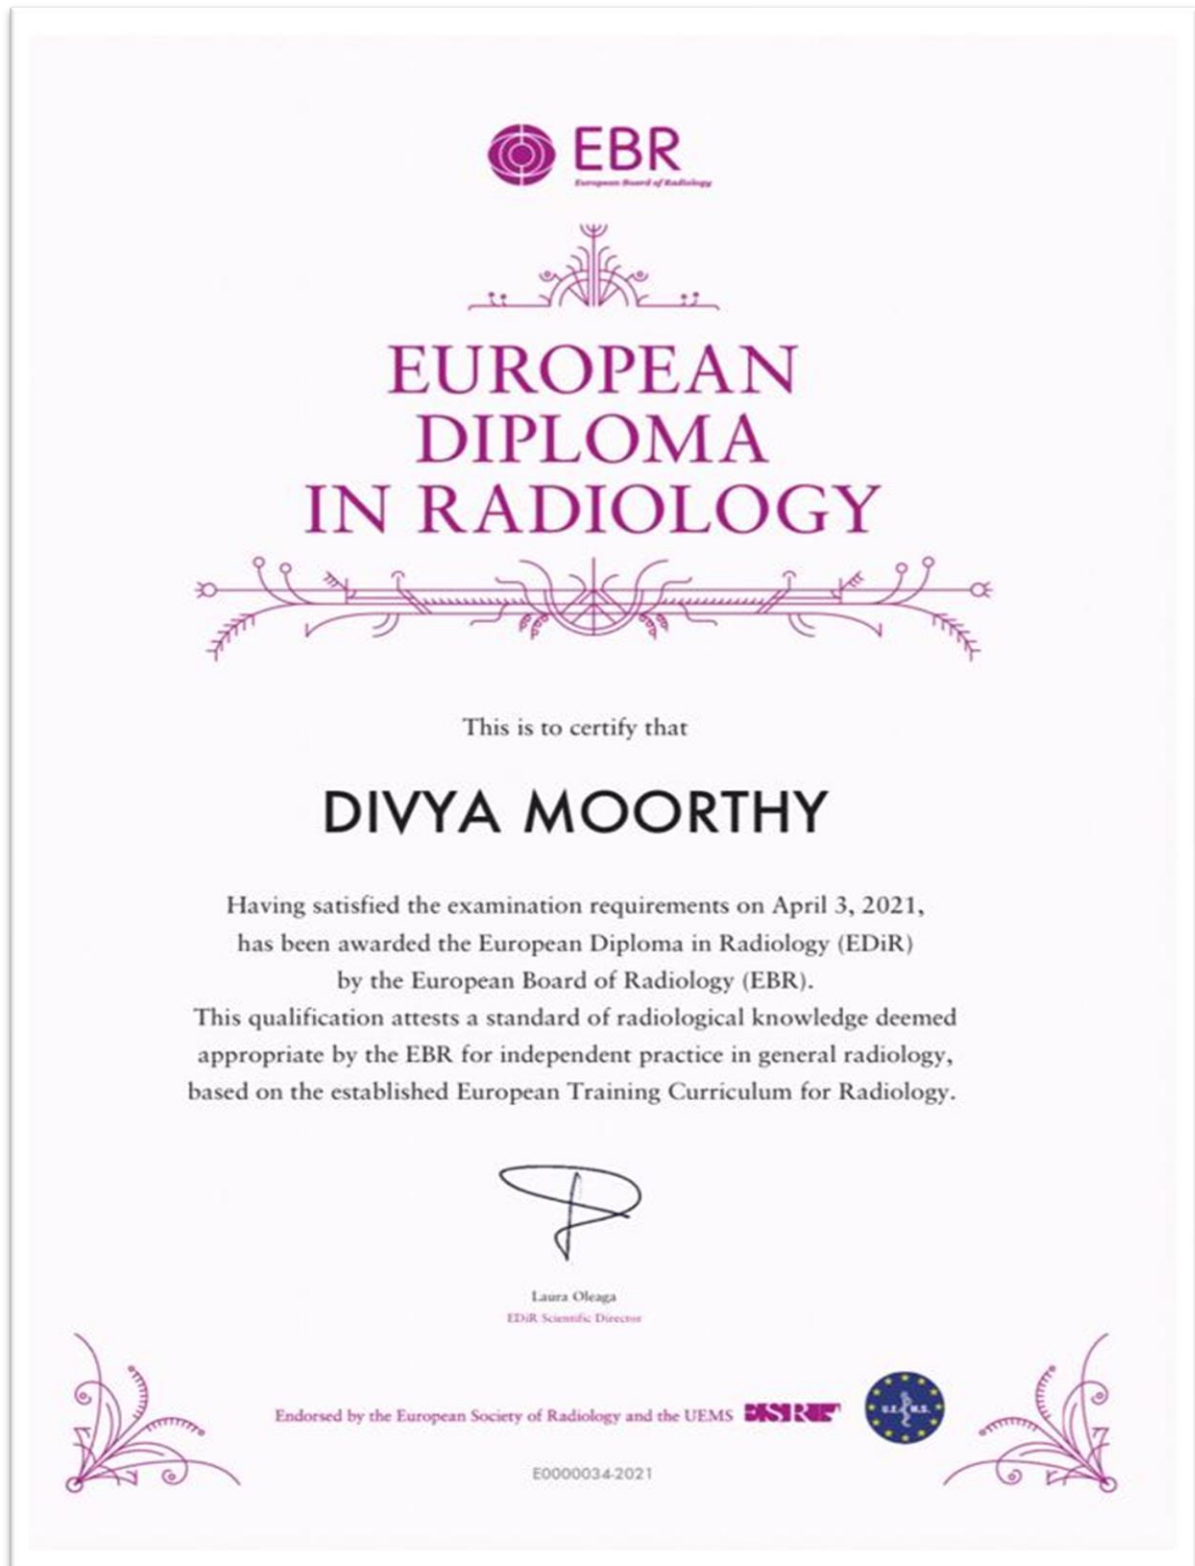 EBR
European Board of Radiology
EUROPEAN
DIPLOMA
IN RADIOLOGY
This is to certify that
DIVYA MOORTHY
Having satisfied the examination requirements on April 3, 2021,
has been awarded the European Diploma in Radiology (EDiR)
by the European Board of Radiology (EBR).
This qualification attests a standard of radiological knowledge deemed
appropriate by the EBR for independent practice in general radiology,
based on the established European Training Curriculum for Radiology.
Laura Oleaga
EDiR Scientific Director
Endorsed by the European Society of Radiology and the UEMS ESR
U.E.M.S.
E0000034-2021